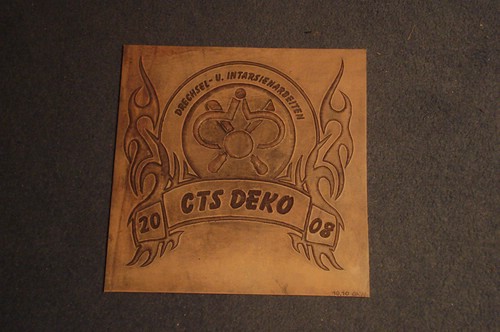 DRECHSEL- U. INTARSIENARBEITEN
CTS DEKO
20 08